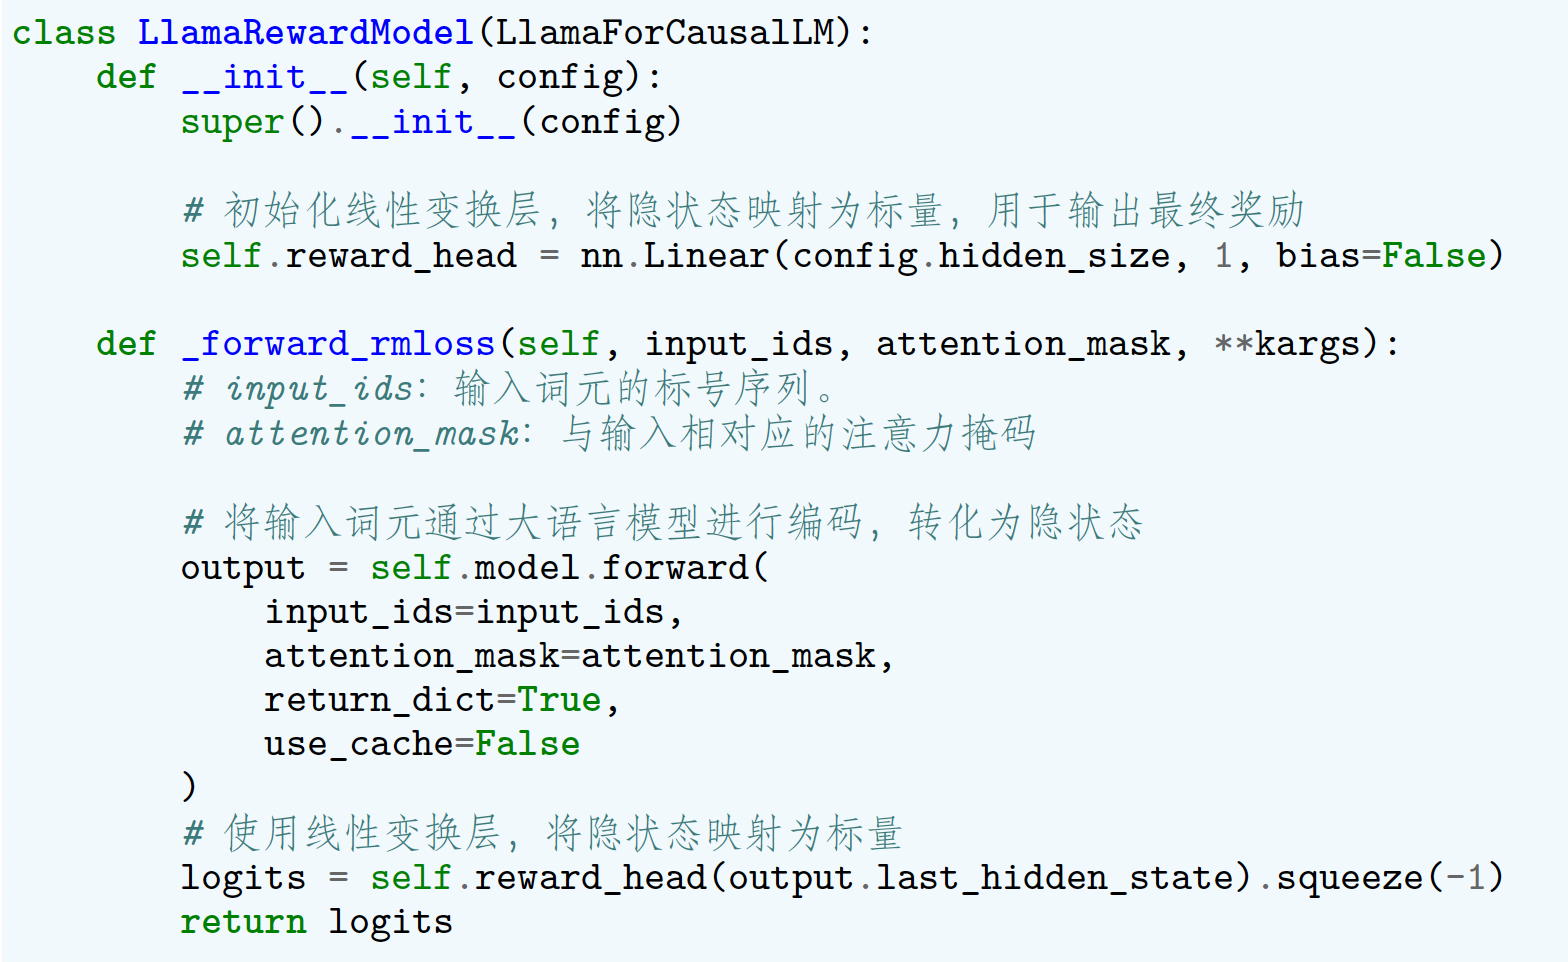 class LlamaRewardModel(LlamaForCausalLM):
    def __init__(self, config):
        super().__init__(config)

        # 初始化线性变换层，将隐状态映射为标量，用于输出最终奖励
        self.reward_head = nn.Linear(config.hidden_size, 1, bias=False)

    def _forward_rmloss(self, input_ids, attention_mask, **kargs):
        # input_ids：输入词元的标号序列。
        # attention_mask：与输入相对应的注意力掩码

        # 将输入词元通过大语言模型进行编码，转化为隐状态
        output = self.model.forward(
            input_ids=input_ids,
            attention_mask=attention_mask,
            return_dict=True,
            use_cache=False
        )
        # 使用线性变换层，将隐状态映射为标量
        logits = self.reward_head(output.last_hidden_state).squeeze(-1)
        return logits